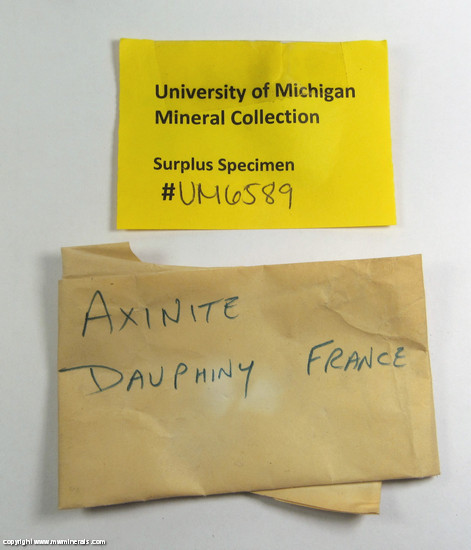 University of Michigan
Mineral Collection
Surplus Specimen
#UM6589
AXINITE
DAUPHINY FRANCE
copyright www.mwminerals.com